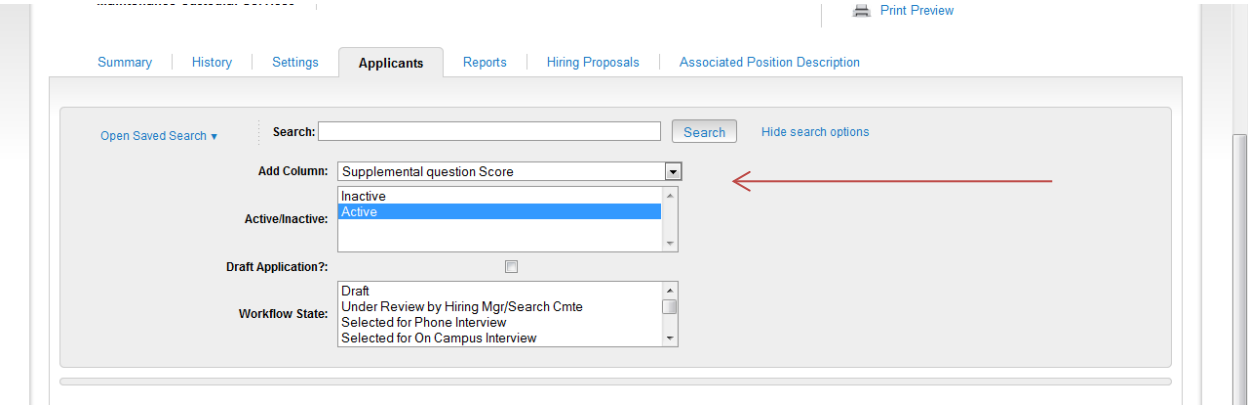 Print Preview
Summary History Settings Applicants Reports Hiring Proposals Associated Position Description
Open Saved Search Search: Search Hide search options
Add Column: Supplemental question Score
Active/Inactive: Inactive
Active
Draft Application?:
Workflow State: Draft
Under Review by Hiring Mgr/Search Cmte
Selected for Phone Interview
Selected for On Campus Interview